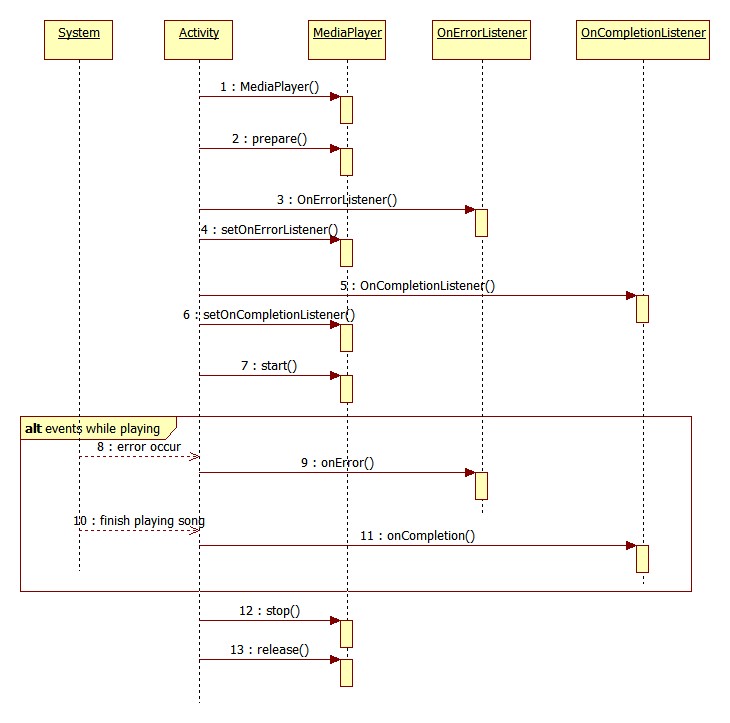 System
Activity
MediaPlayer
OnErrorListener
OnCompletionListener
1 : MediaPlayer()
2 : prepare()
3 : OnErrorListener()
4 : setOnErrorListener()
5 : OnCompletionListener()
6 : setOnCompletionListener()
7 : start()
alt events while playing
8 : error occur
9 : onError()
10 : finish playing song
11 : onCompletion()
12 : stop()
13 : release()